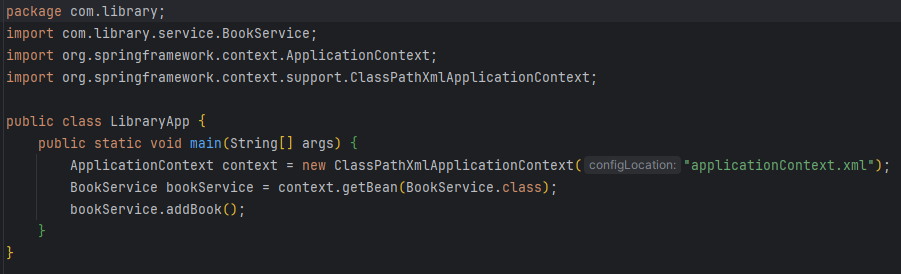 package com.library;
import com.library.service.BookService;
import org.springframework.context.ApplicationContext;
import org.springframework.context.support.ClassPathXmlApplicationContext;
public class LibraryApp {
public static void main(String[] args) {
ApplicationContext context = new ClassPathXmlApplicationContext( configLocation: "applicationContext.xml");
BookService bookService = context.getBean(BookService.class);
bookService.addBook();
}
}